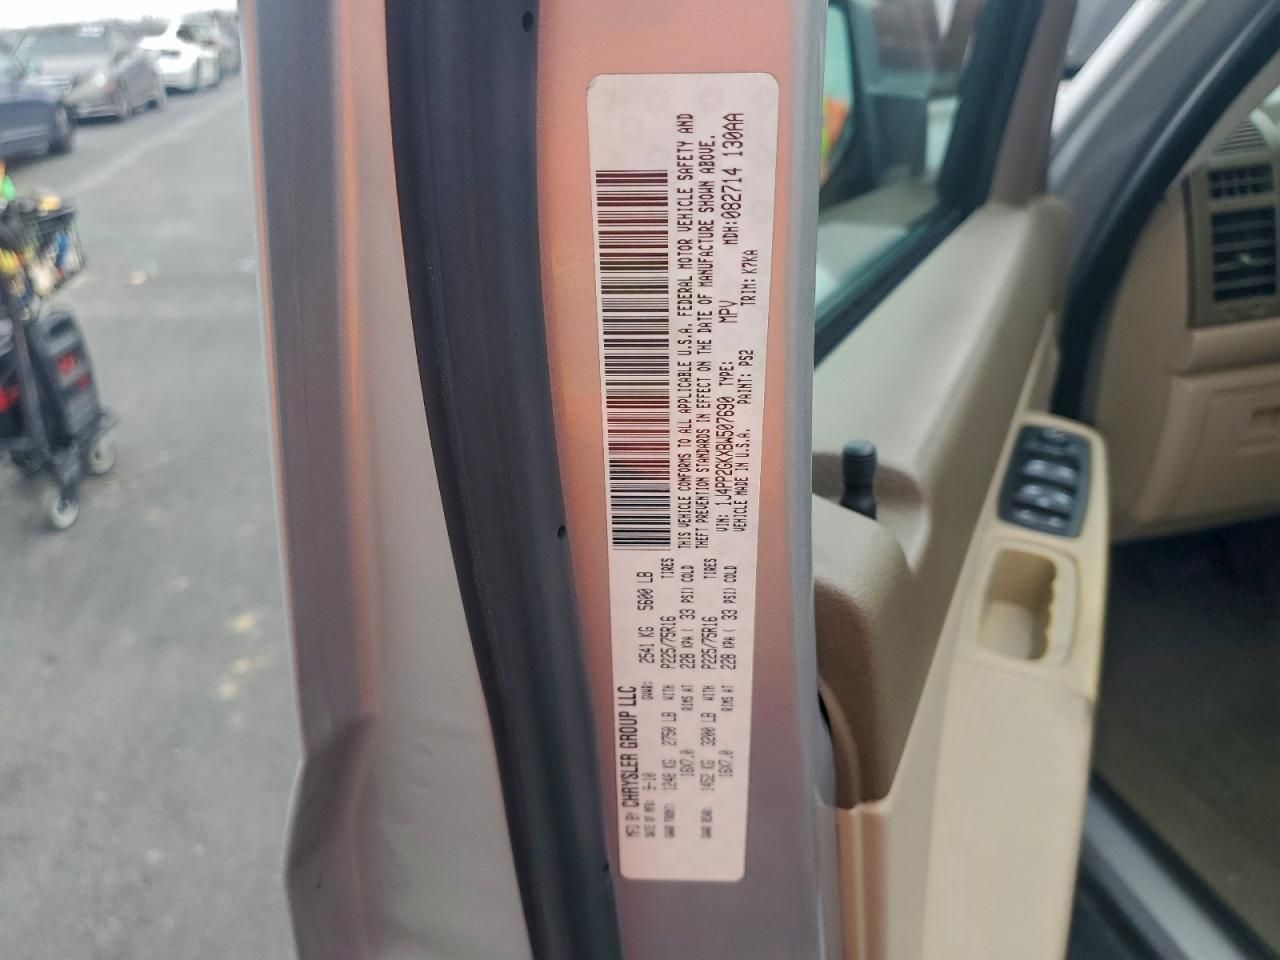 MFD BY CHRYSLER GROUP LLC
DATE OF MFR: 9-10 GVWR: 2541 KG 5600 LB
GAWR FRONT: 1248 KG 2750 LB WITH P225/75R16 TIRES
16X7.0 RIMS AT 228 KPA ( 33 PSI) COLD
GAWR REAR: 1452 KG 3200 LB WITH P225/75R16 TIRES
16X7.0 RIMS AT 228 KPA ( 33 PSI) COLD
THIS VEHICLE CONFORMS TO ALL APPLICABLE U.S.A. FEDERAL MOTOR VEHICLE SAFETY AND
THEFT PREVENTION STANDARDS IN EFFECT ON THE DATE OF MANUFACTURE SHOWN ABOVE.
VIN: 1J4PP2GKXBW507690 TYPE: MPV MDH:082714 130AA
VEHICLE MADE IN U.S.A. PAINT: PS2 TRIM: K7KA